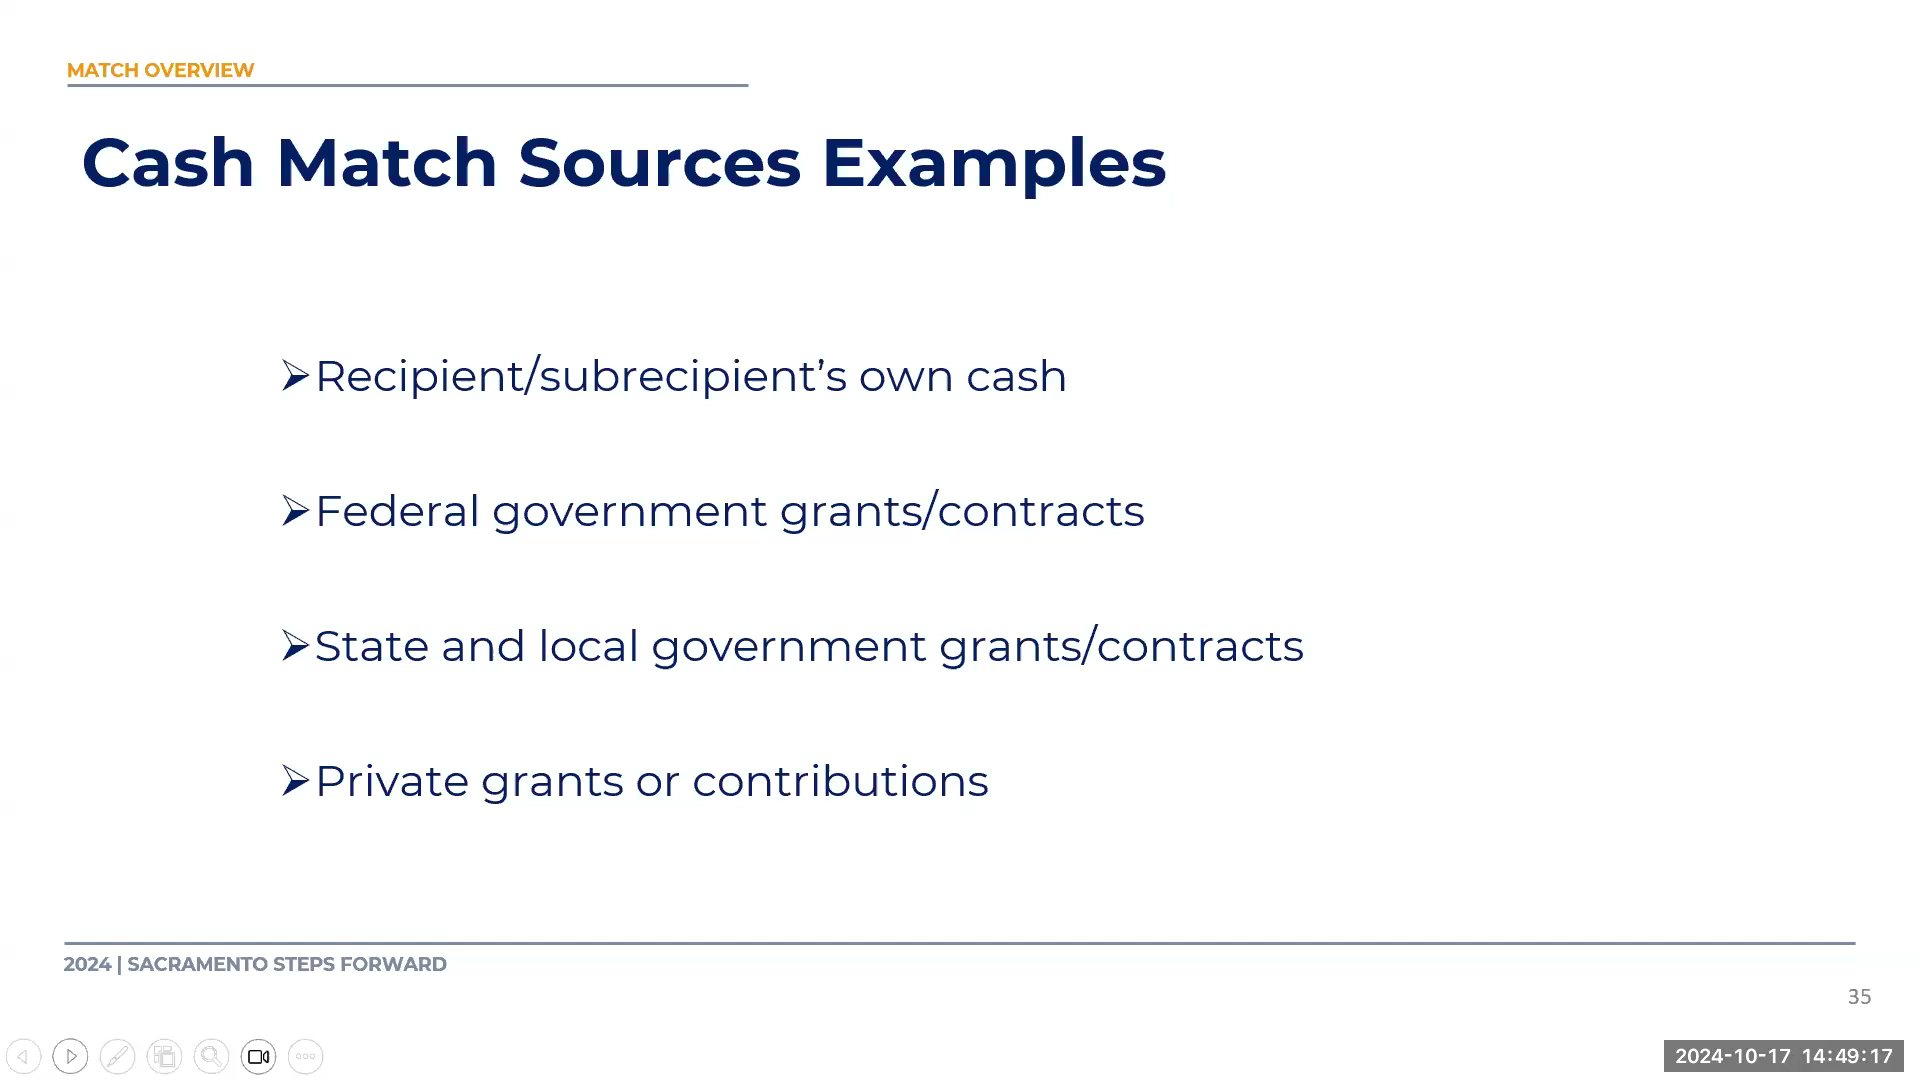 MATCH OVERVIEW
Cash Match Sources Examples
➢Recipient/subrecipient’s own cash
➢Federal government grants/contracts
➢State and local government grants/contracts
➢Private grants or contributions
2024 | SACRAMENTO STEPS FORWARD
35
2024-10-17 14:49:17